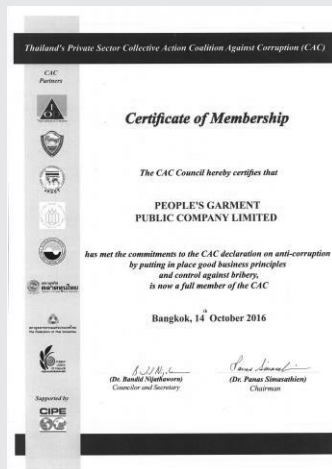 Thailand's Private Sector Collective Action Coalition Against Corruption (CAC)
CAC
Partners
Certificate of Membership
The CAC Council hereby certifies that
PEOPLE'S GARMENT
PUBLIC COMPANY LIMITED
has met the commitments to the CAC declaration on anti-corruption
by putting in place good business principles
and control against bribery,
is now a full member of the CAC
Bangkok, 14th October 2016
(Dr. Bandid Nijathaworn)
Councilor and Secretary
(Dr. Panas Simasathien)
Chairman
Supported by
CIPE